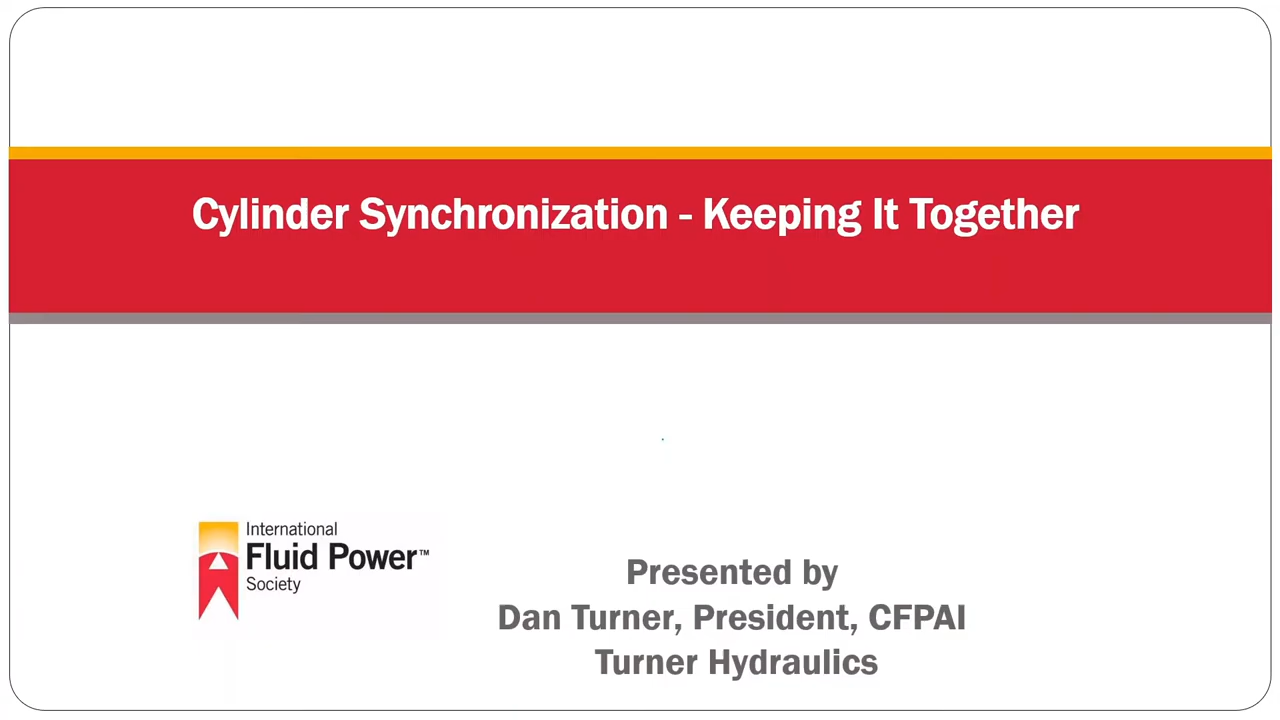 Cylinder Synchronization - Keeping It Together
International
Fluid Power™
Society
Presented by
Dan Turner, President, CFPAI
Turner Hydraulics